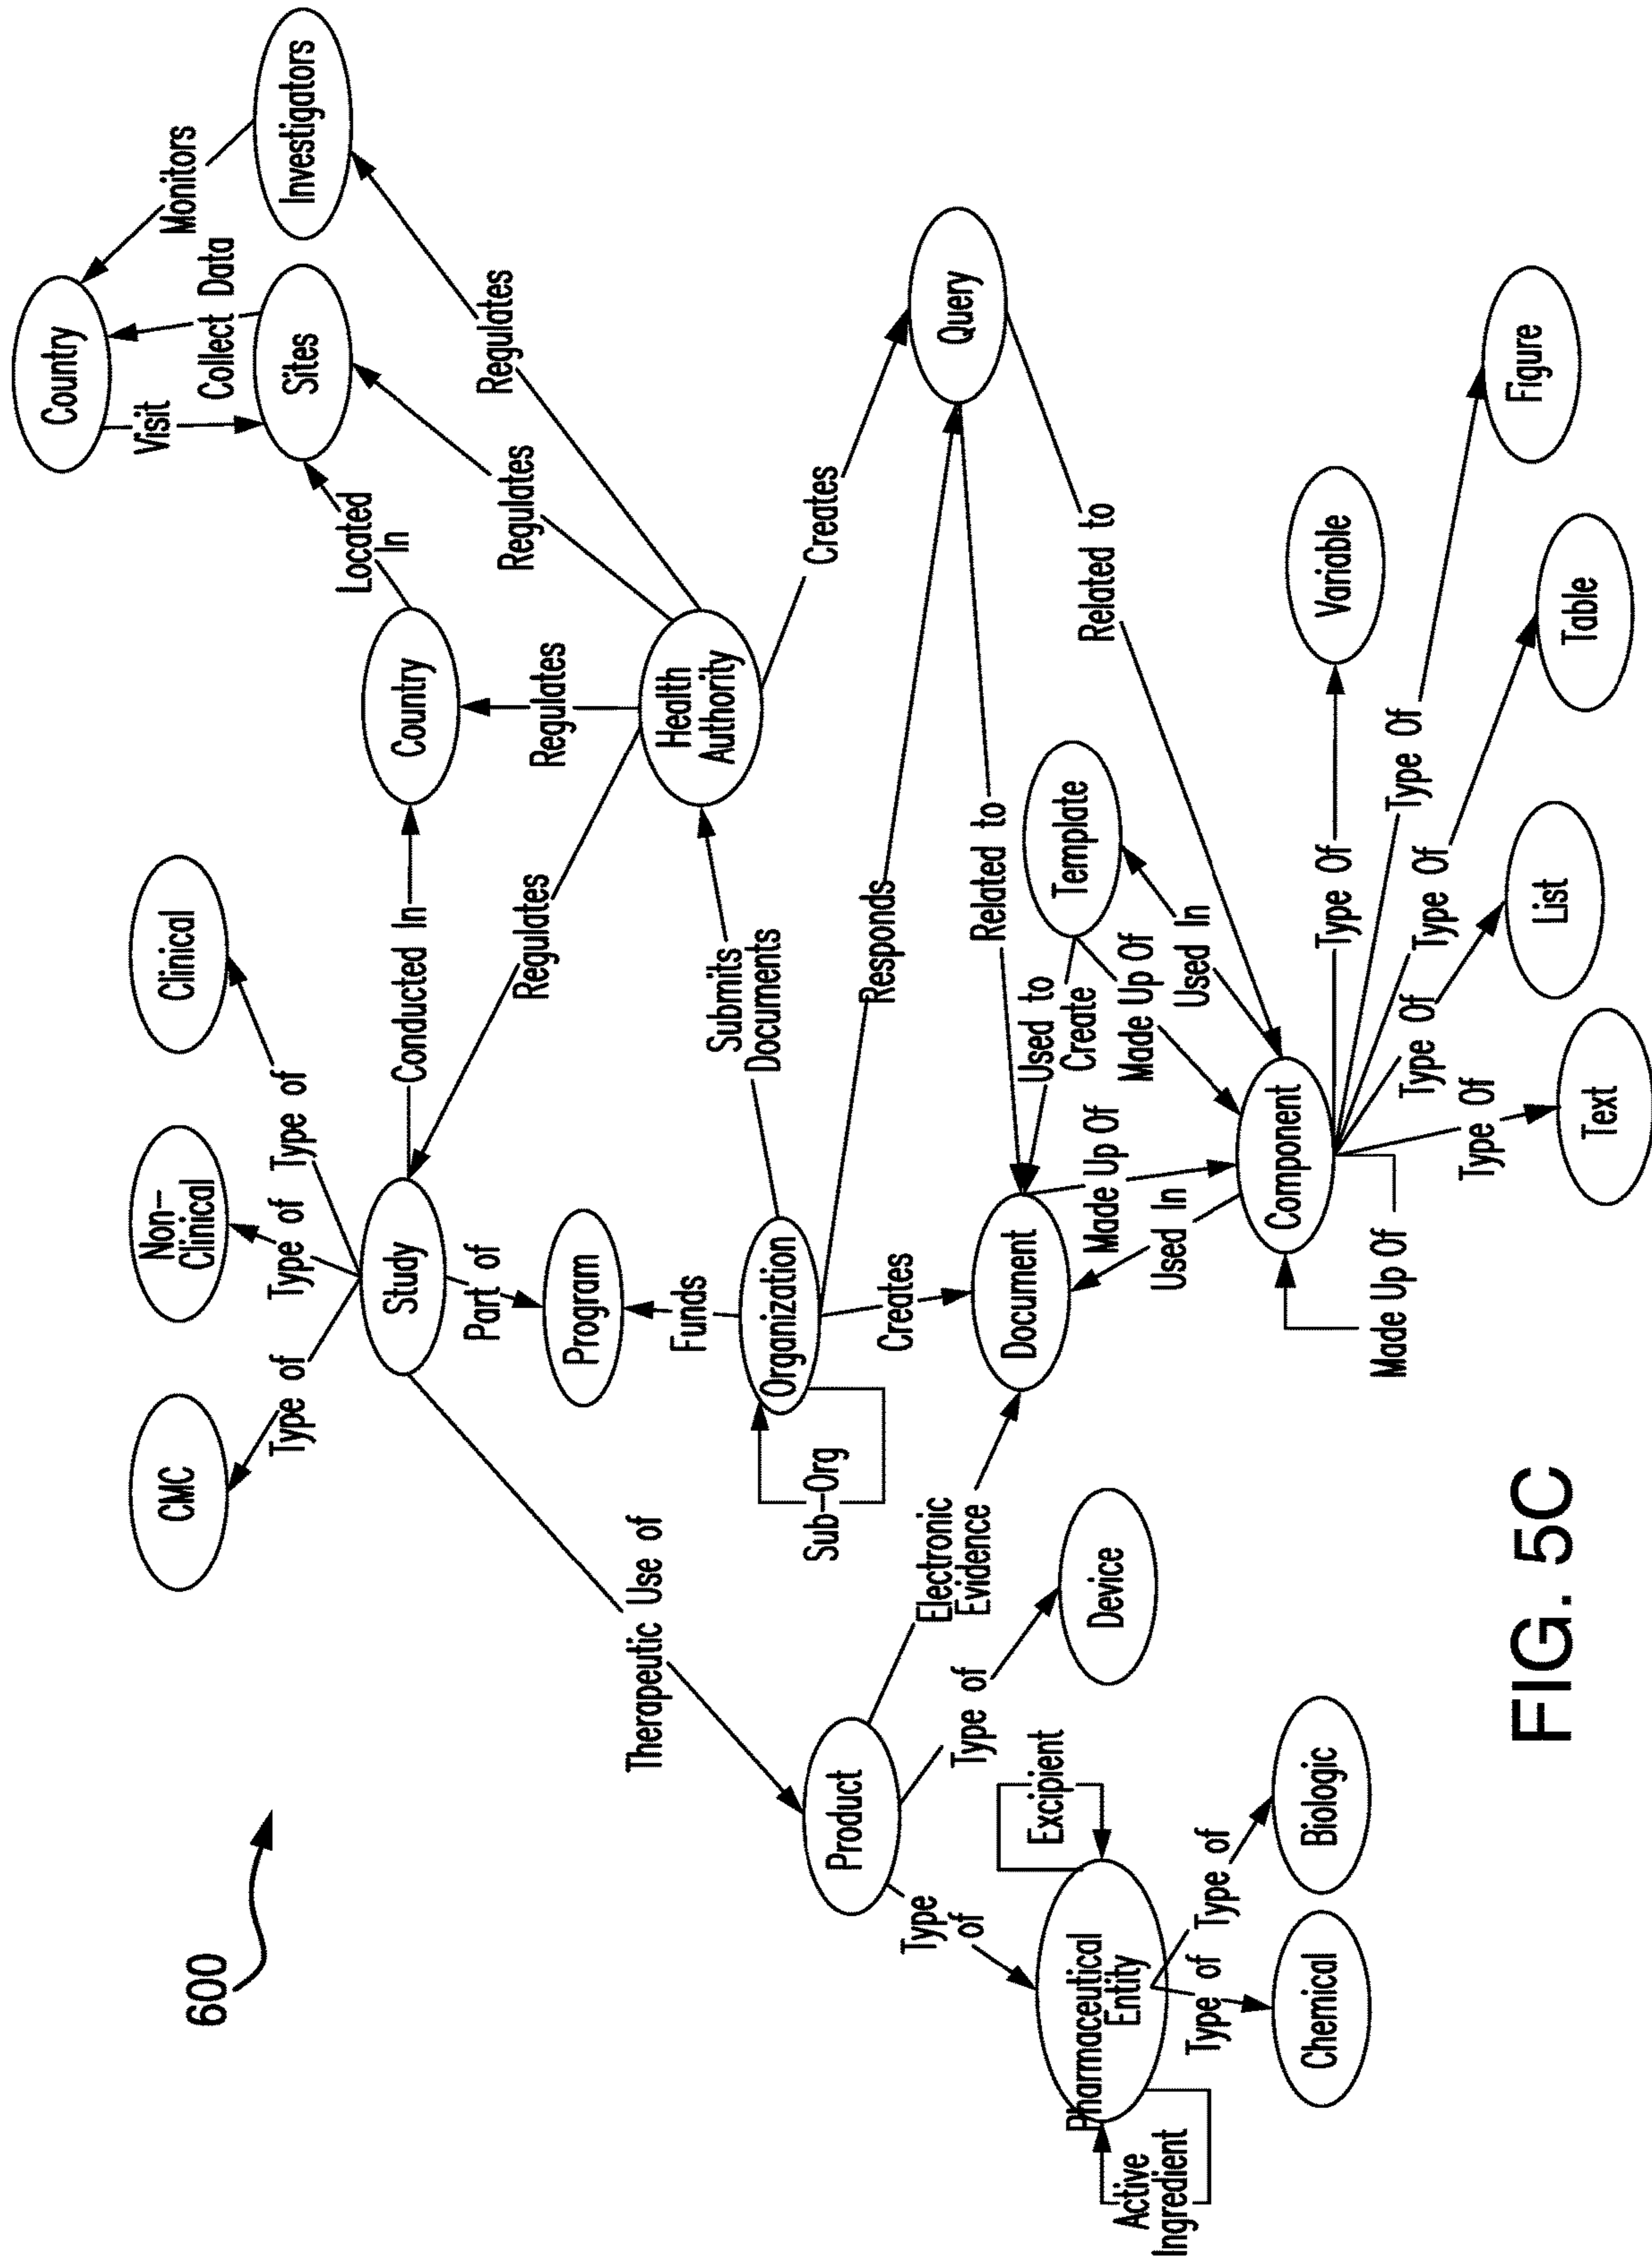 600
CMC
Non-
Clinical
Clinical
Type of
Type of
Type of
Study
Conducted In
Country
Located
In
Sites
Country
Visit
Collect Data
Monitors
Investigators
Therapeutic Use of
Part of
Program
Regulates
Regulates
Regulates
Regulates
Funds
Submits
Documents
Health
Authority
Organization
Sub-Org
Creates
Responds
Creates
Query
Product
Electronic
Evidence
Document
Related to
Related to
Type
of
Type of
Device
Used to
Create
Template
Made Up Of
Used In
Made Up Of
Used In
Excipient
Pharmaceutical
Entity
Active
Ingredient
Type of
Type of
Chemical
Biologic
Component
Made Up Of
Type Of
Type Of
Type Of
Type Of
Type Of
Variable
Figure
Table
List
Text
FIG. 5C